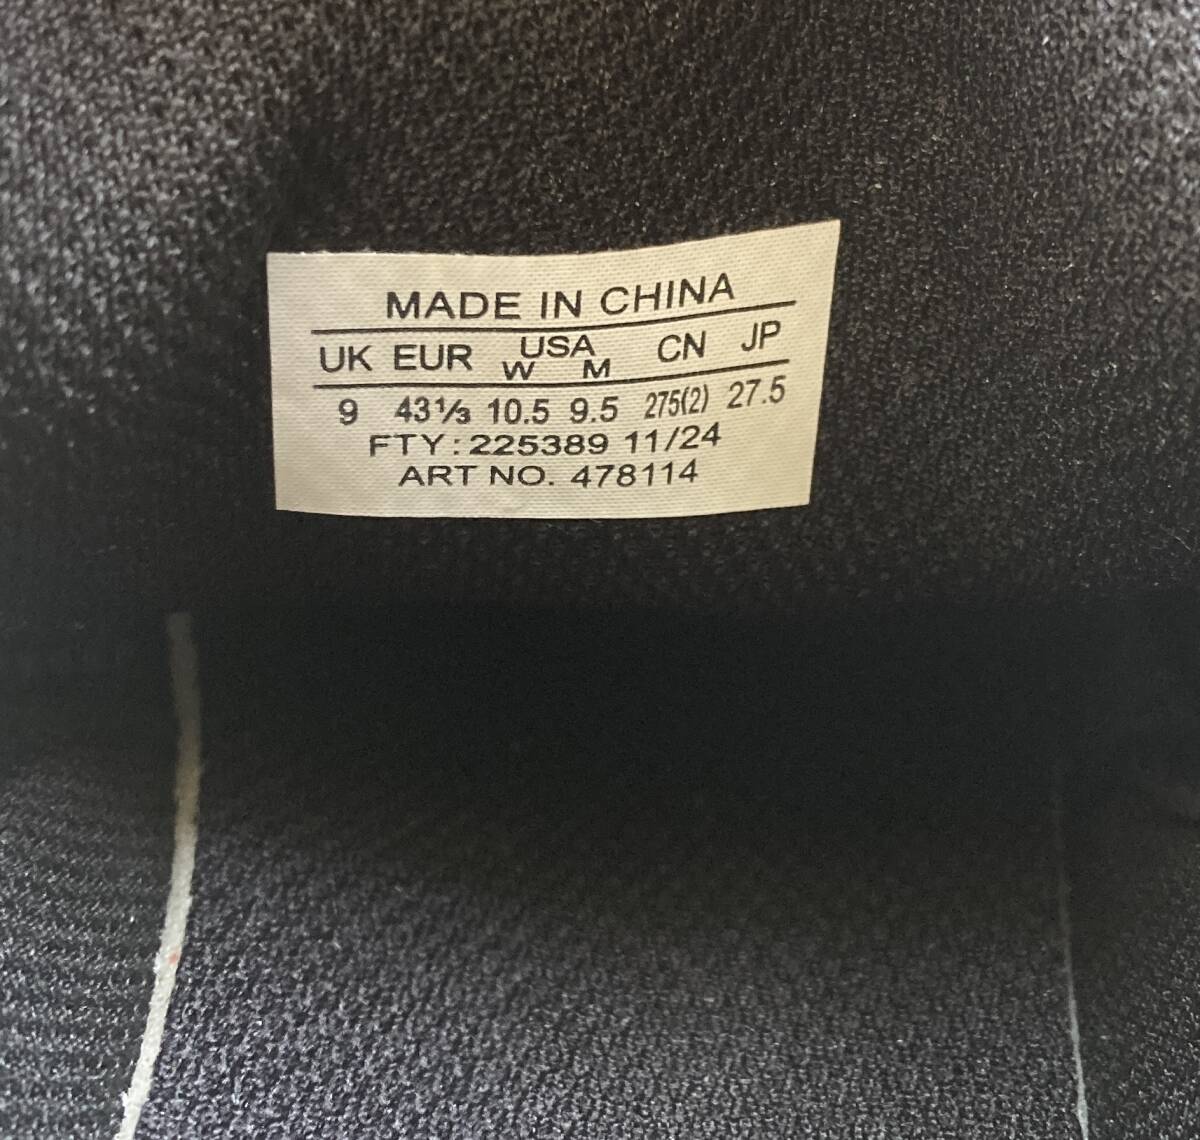 MADE IN CHINA
UK EUR USA W M CN JP
9 43⅓ 10.5 9.5 275(2) 27.5
FTY: 225389 11/24
ART NO. 478114